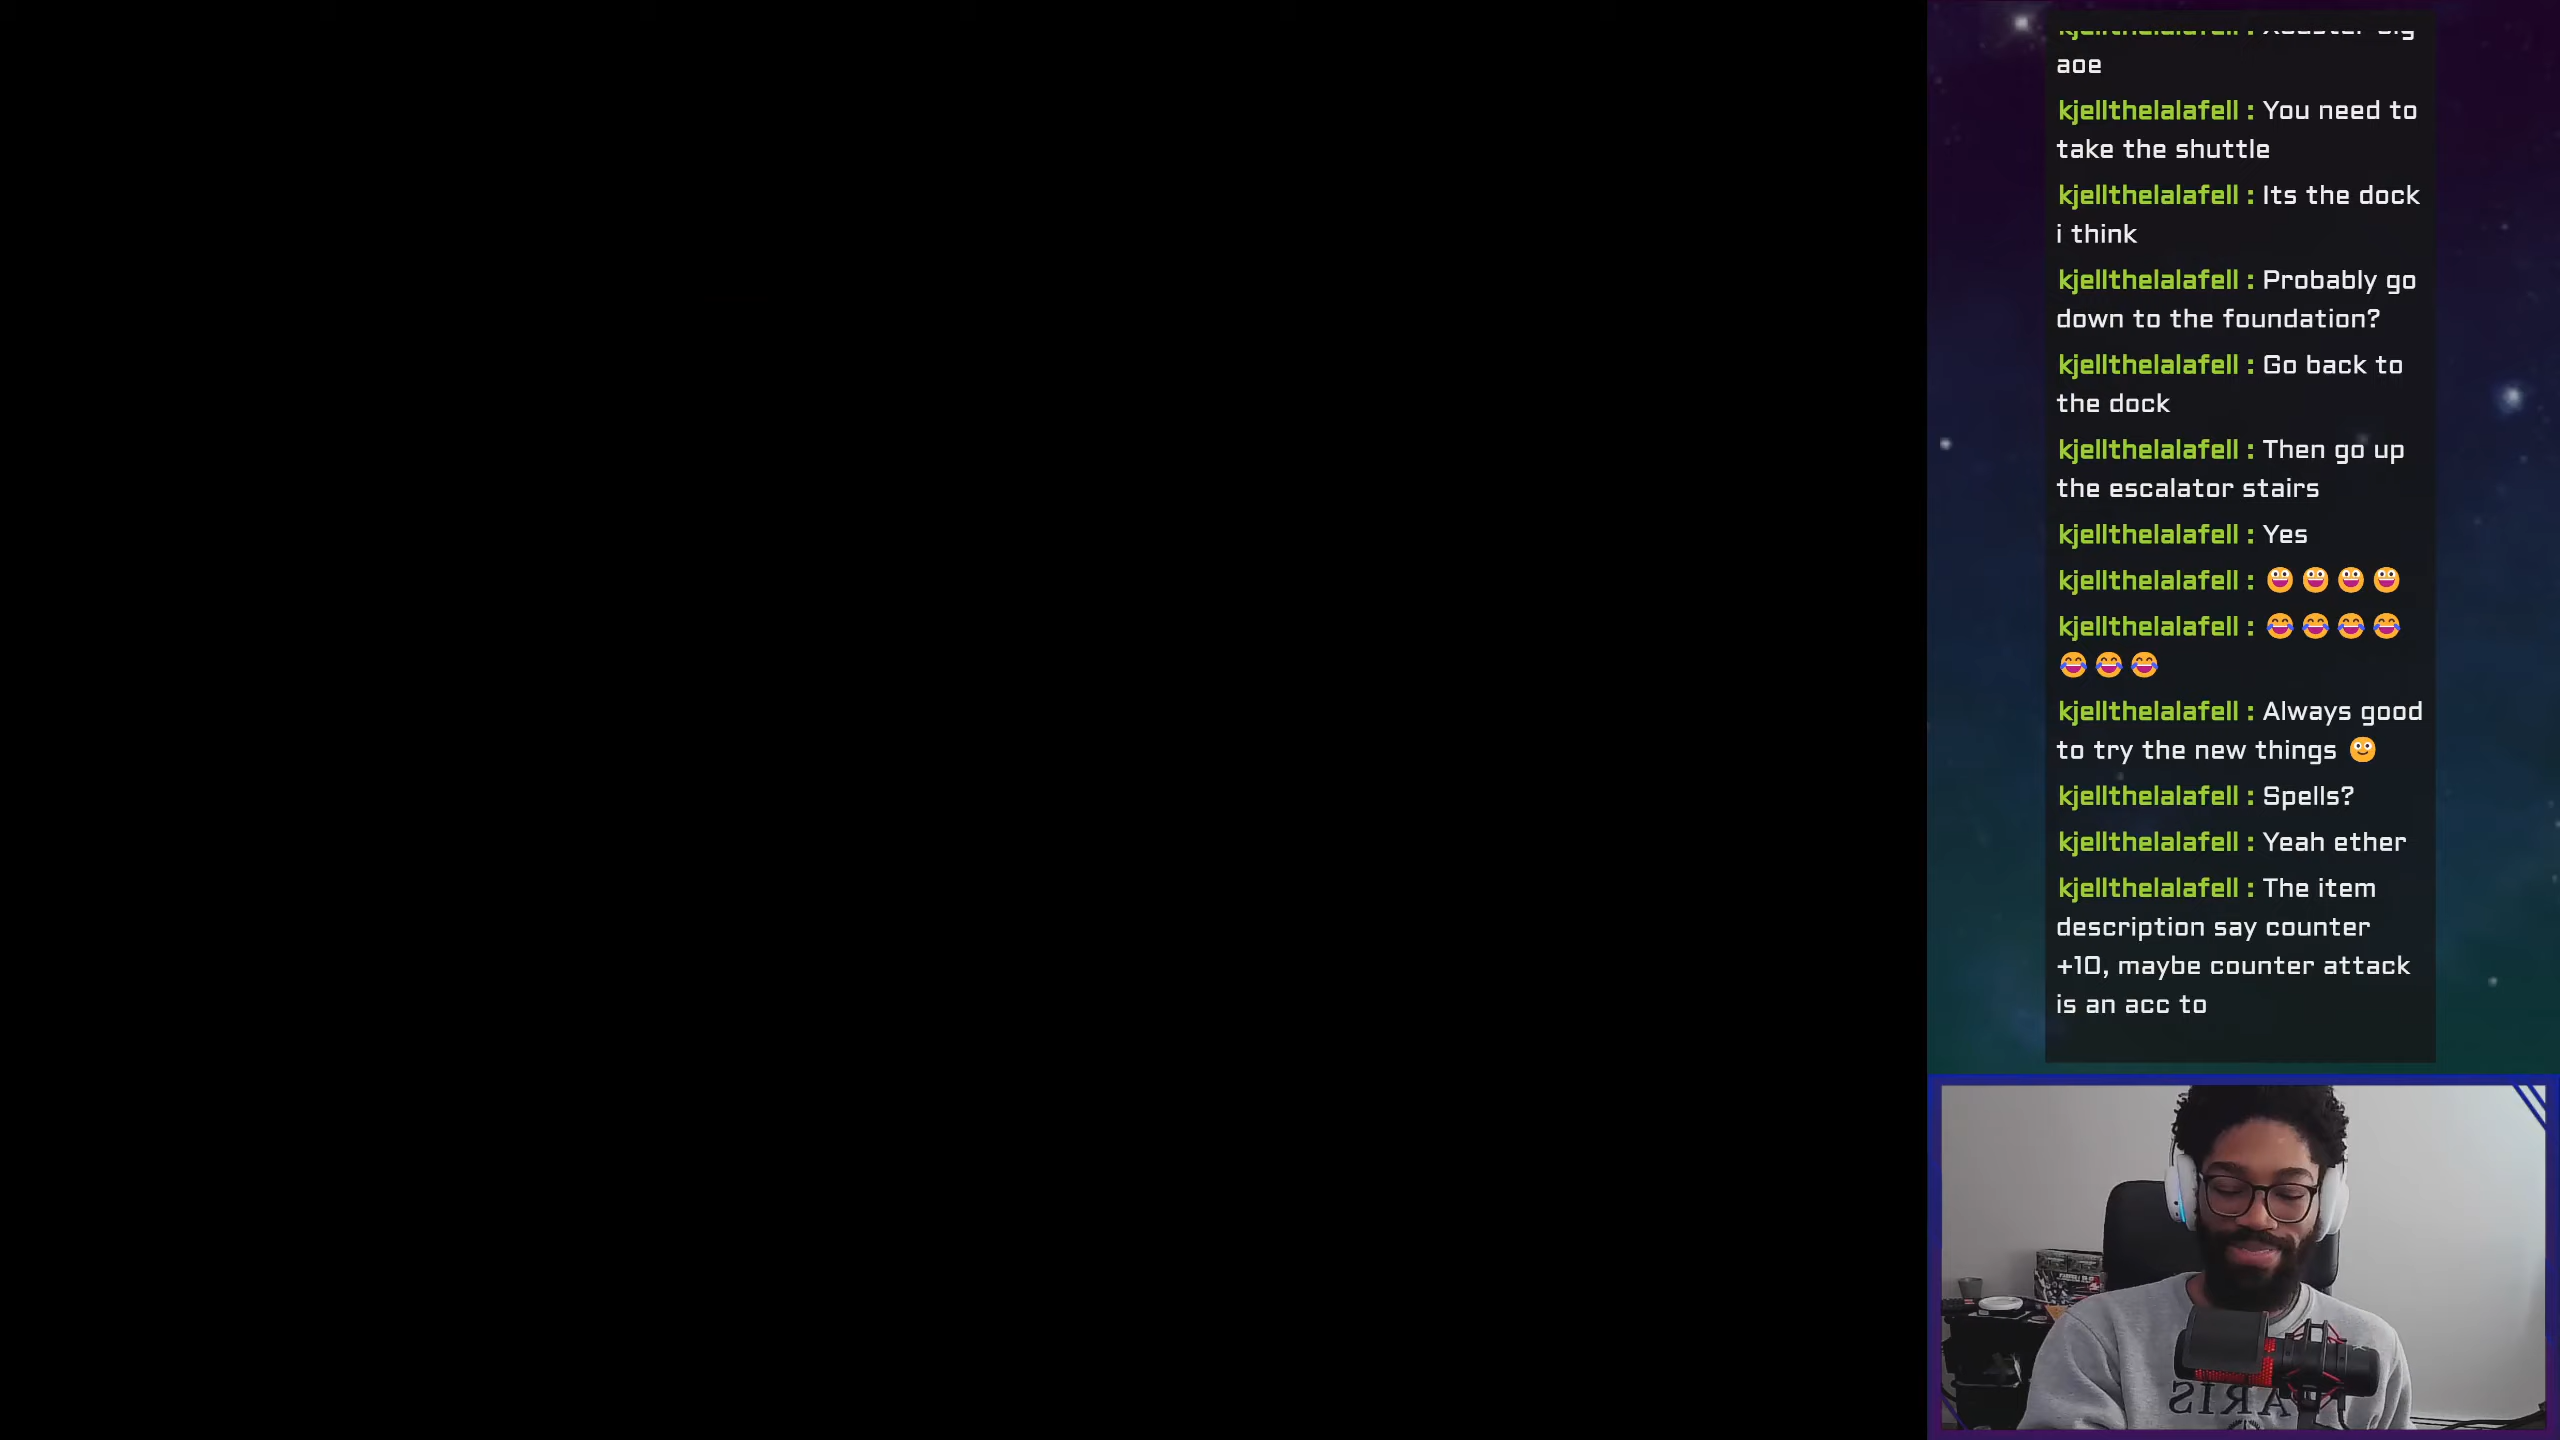 aoe
kjellthelalafell : You need to
take the shuttle
kjellthelalafell : Its the dock
i think
kjellthelalafell : Probably go
down to the foundation?
kjellthelalafell : Go back to
the dock
kjellthelalafell : Then go up
the escalator stairs
kjellthelalafell : Yes
kjellthelalafell :
kjellthelalafell :
kjellthelalafell : Always good
to try the new things
kjellthelalafell : Spells?
kjellthelalafell : Yeah ether
kjellthelalafell : The item
description say counter
+10, maybe counter attack
is an acc to